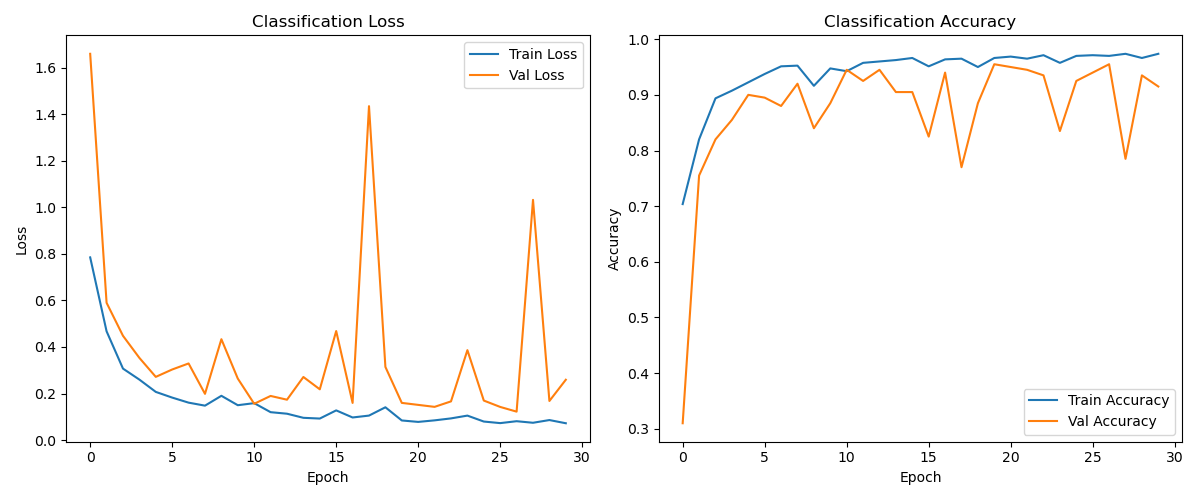 Classification Loss
Train Loss
Val Loss
1.6
1.4
1.2
1.0
0.8
0.6
0.4
0.2
0.0
Loss
0 5 10 15 20 25 30
Epoch
Classification Accuracy
1.0
0.9
0.8
0.7
0.6
0.5
0.4
0.3
Accuracy
Train Accuracy
Val Accuracy
0 5 10 15 20 25 30
Epoch